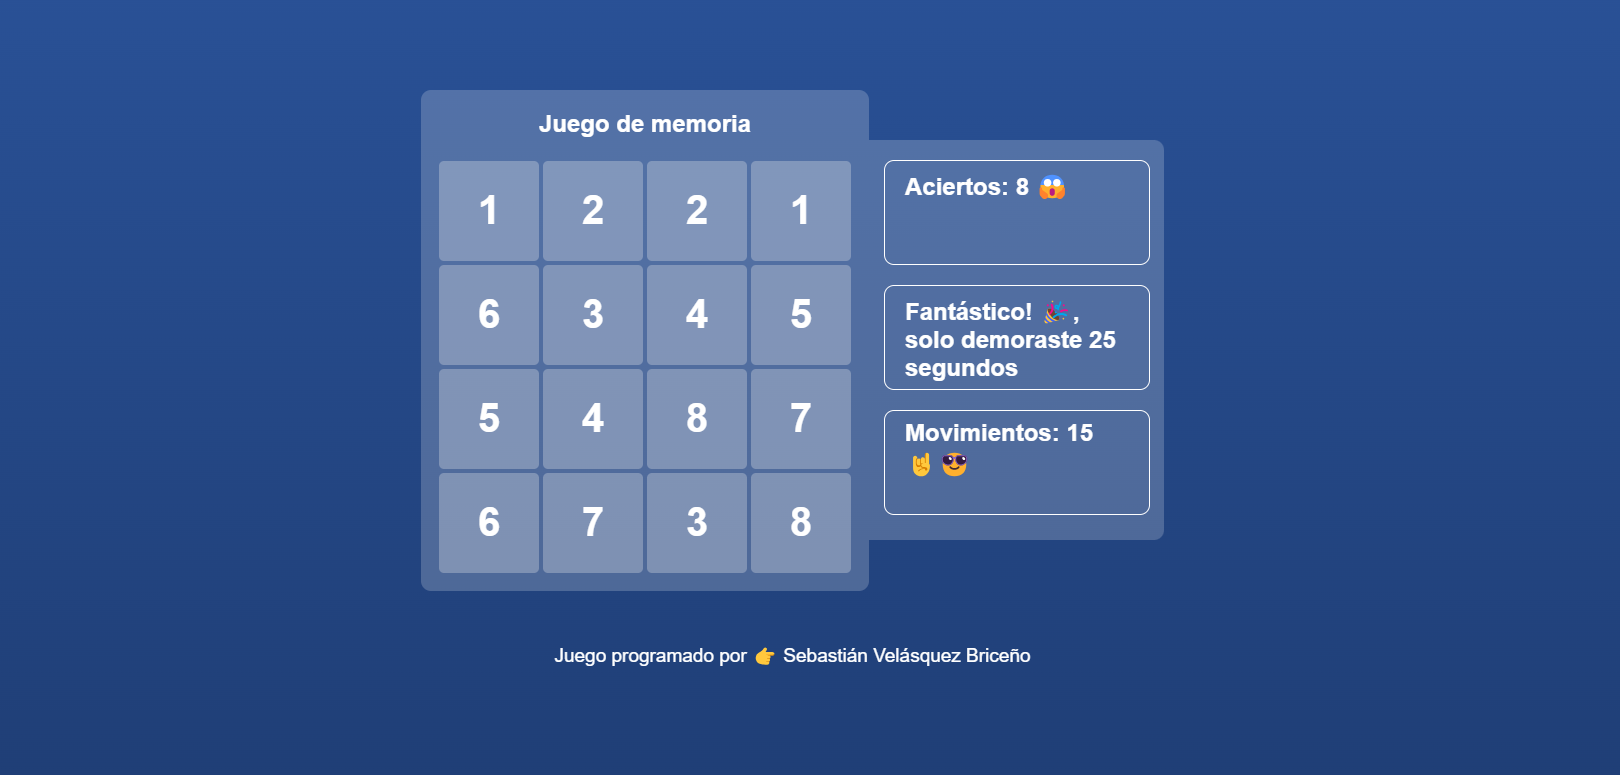 Juego de memoria
1 2 2 1
6 3 4 5
5 4 8 7
6 7 3 8
Aciertos: 8 😱
Fantástico! 🎉,
solo demoraste 25
segundos
Movimientos: 15
🤘😎
Juego programado por 👉 Sebastián Velásquez Briceño